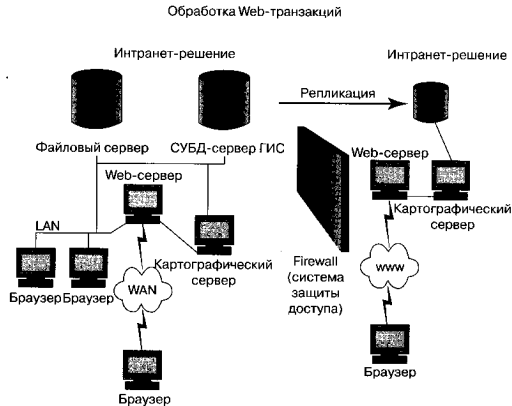 Обработка Web-транзакций
Интранет-решение
Интранет-решение
Репликация
Файловый сервер
СУБД-сервер ГИС
Web-сервер
Web-сервер
LAN
Картографический
сервер
Браузер
Браузер
WAN
Браузер
Firewall
(система
защиты
доступа)
Картографический
сервер
www
Браузер